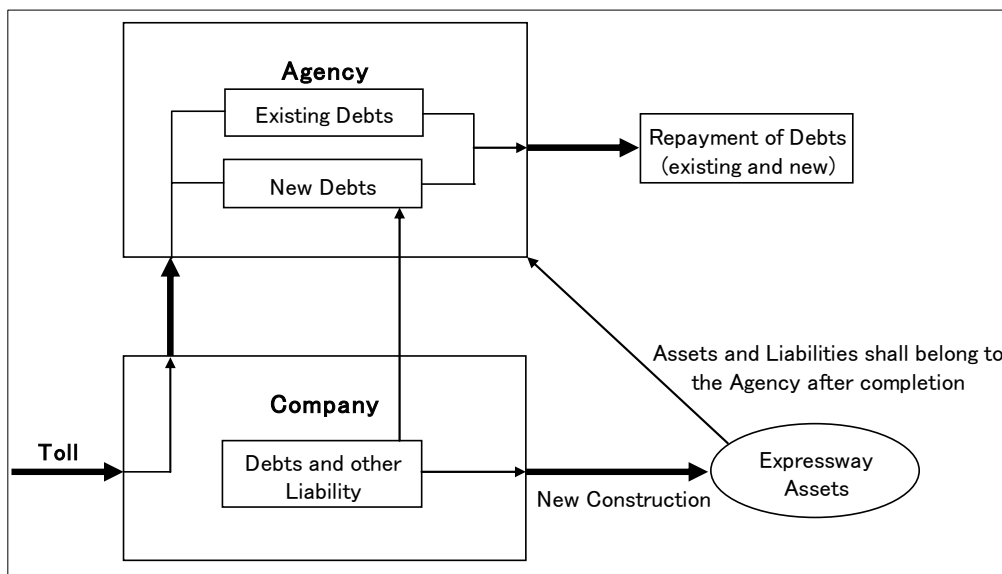 Agency
Existing Debts
New Debts
Repayment of Debts
(existing and new)
Assets and Liabilities shall belong to
the Agency after completion
Company
Toll
Debts and other
Liability
New Construction
Expressway
Assets